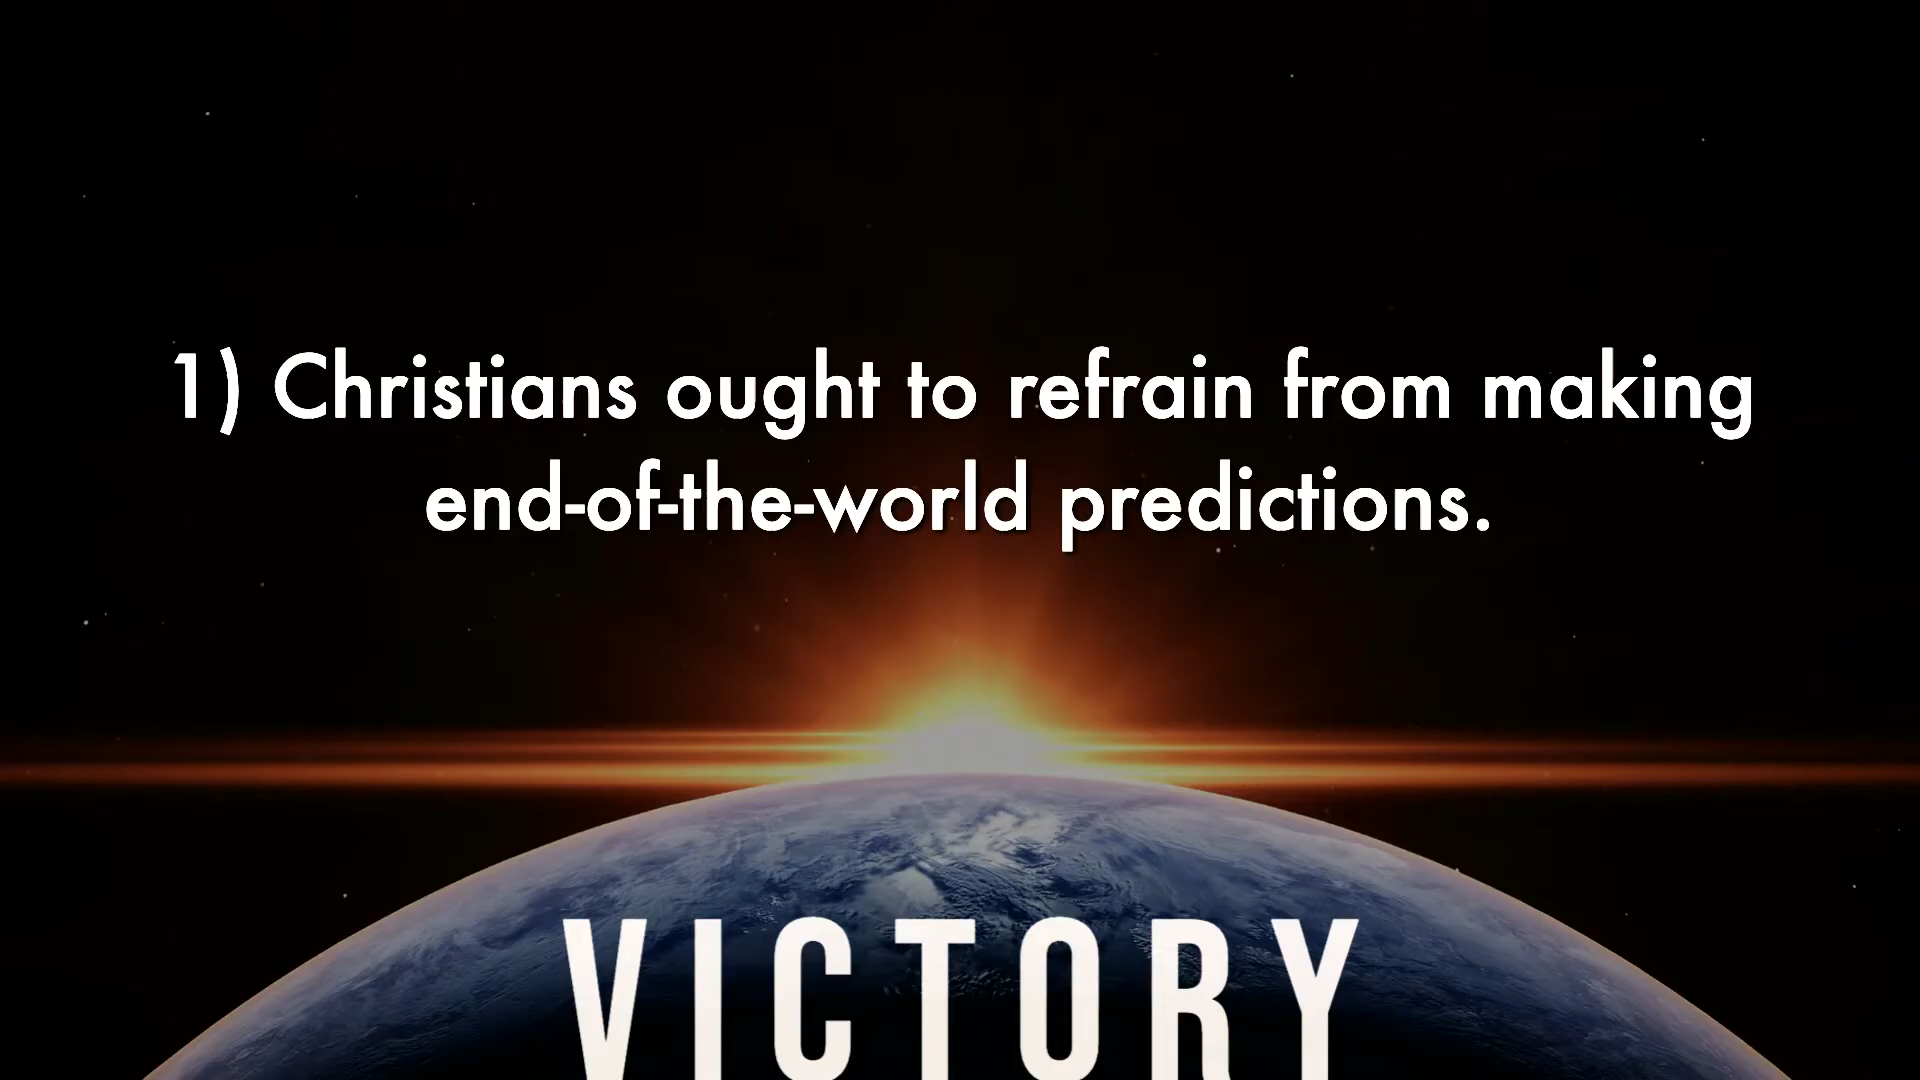 1) Christians ought to refrain from making
end-of-the-world predictions.
VICTORY